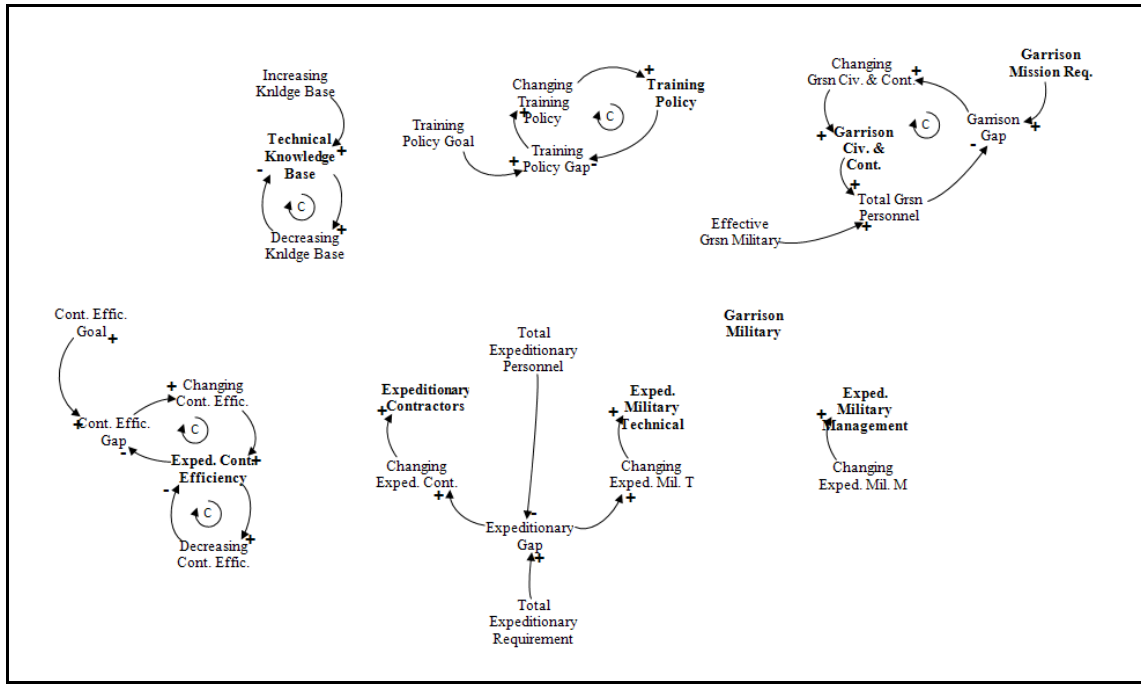 Increasing
Knldge Base
+
Technical
Knowledge
Base
-
C
+
Decreasing
Knldge Base
Training
Policy Goal
Changing
Training
Policy
+
+
Training
Policy
C
+
Training
Policy Gap
-
Changing
Grsn Civ. & Cont.
+
Garrison
Mission Req.
C
Garrison
Gap
+
-
+
Garrison
Civ. &
Cont.
+
Total Grsn
Personnel
+
Effective
Grsn Military
Cont. Effic.
Goal
+
+
Changing
Cont. Effic.
+
Cont. Effic.
Gap
-
C
Exped. Cont.
Efficiency
+
-
C
+
Decreasing
Cont. Effic.
Total
Expeditionary
Personnel
Expeditionary
Contractors
+
Changing
Exped. Cont.
+
Exped.
Military
Technical
+
Changing
Exped. Mil. T
+
-
Expeditionary
Gap
+
Total
Expeditionary
Requirement
Garrison
Military
Exped.
Military
Management
+
Changing
Exped. Mil. M